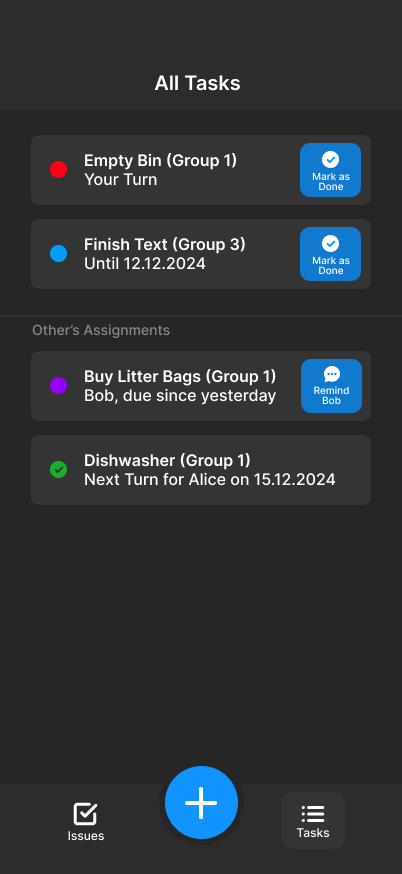 All Tasks
Empty Bin (Group 1)
Your Turn
Mark as
Done
Finish Text (Group 3)
Until 12.12.2024
Mark as
Done
Other's Assignments
Buy Litter Bags (Group 1)
Bob, due since yesterday
Remind
Bob
Dishwasher (Group 1)
Next Turn for Alice on 15.12.2024
Issues
Tasks